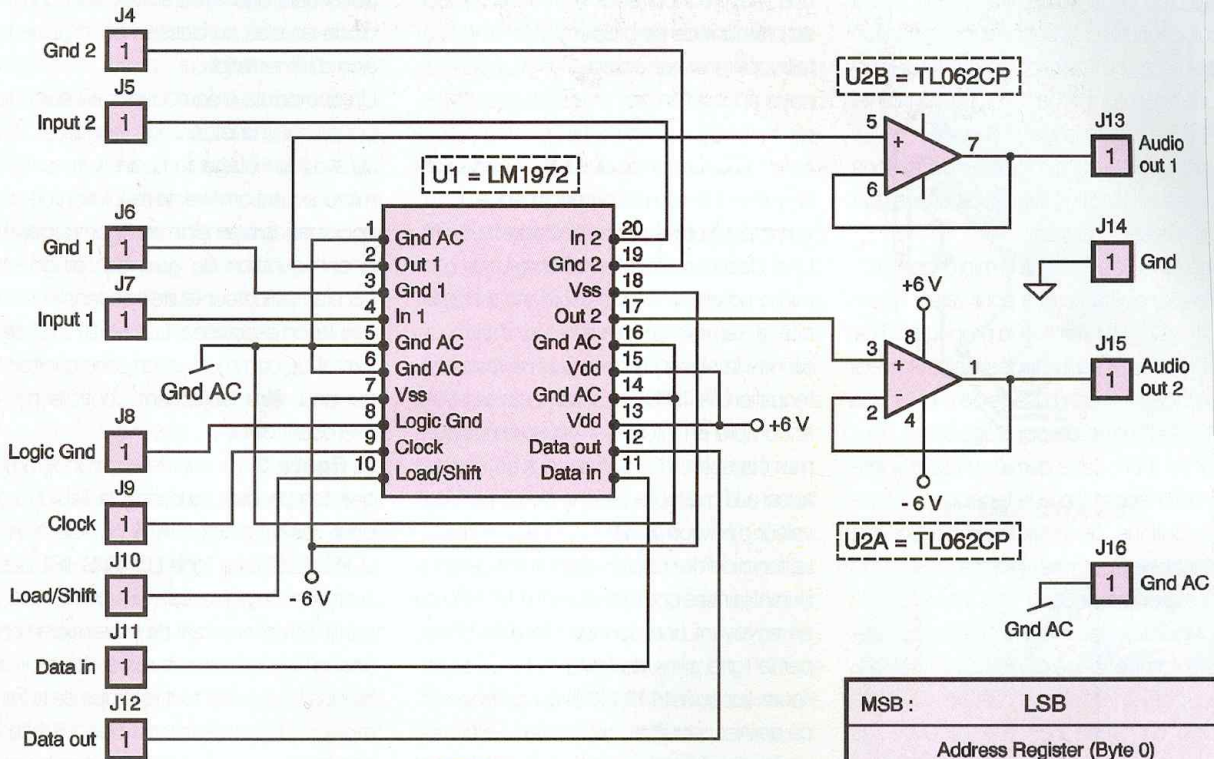 J4
Gnd 2 1
J5
Input 2 1
J6
Gnd 1 1
J7
Input 1 1
Gnd AC
J8
Logic Gnd 1
J9
Clock 1
J10
Load/Shift 1
J11
Data in 1
J12
Data out 1
U1 = LM1972
1 Gnd AC
2 Out 1
3 Gnd 1
4 In 1
5 Gnd AC
6 Gnd AC
7 Vss
8 Logic Gnd
9 Clock
10 Load/Shift
In 2 20
Gnd 2 19
Vss 18
Out 2 17
Gnd AC 16
Vdd 15
Gnd AC 14
Vdd 13
Data out 12
Data in 11
- 6 V
+6 V
U2B = TL062CP
5 + 7
6 -
J13
1 Audio
out 1
J14
1 Gnd
+6 V
8
3 + 1
2 4
- 6 V
J15
1 Audio
out 2
U2A = TL062CP
J16
1 Gnd AC
Gnd AC
MSB : LSB
Address Register (Byte 0)